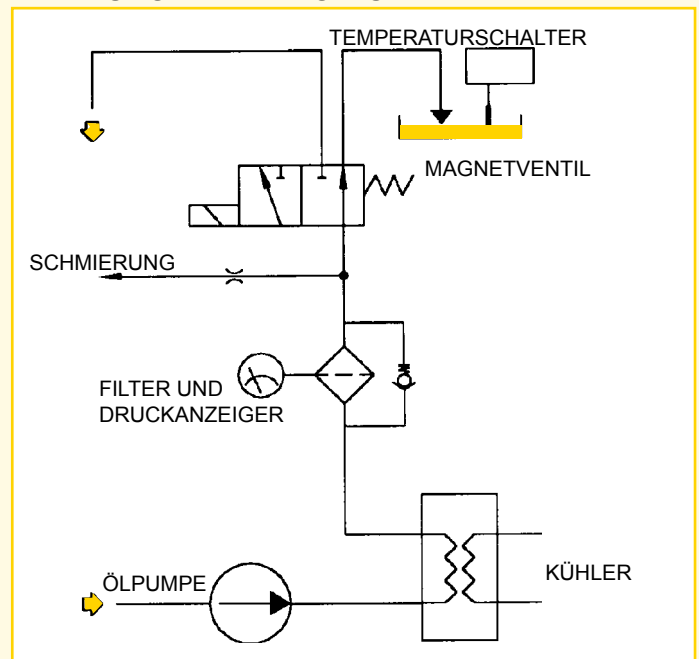 TEMPERATURSCHALTER
MAGNETVENTIL
SCHMIERUNG
FILTER UND
DRUCKANZEIGER
ÖLPUMPE
KÜHLER